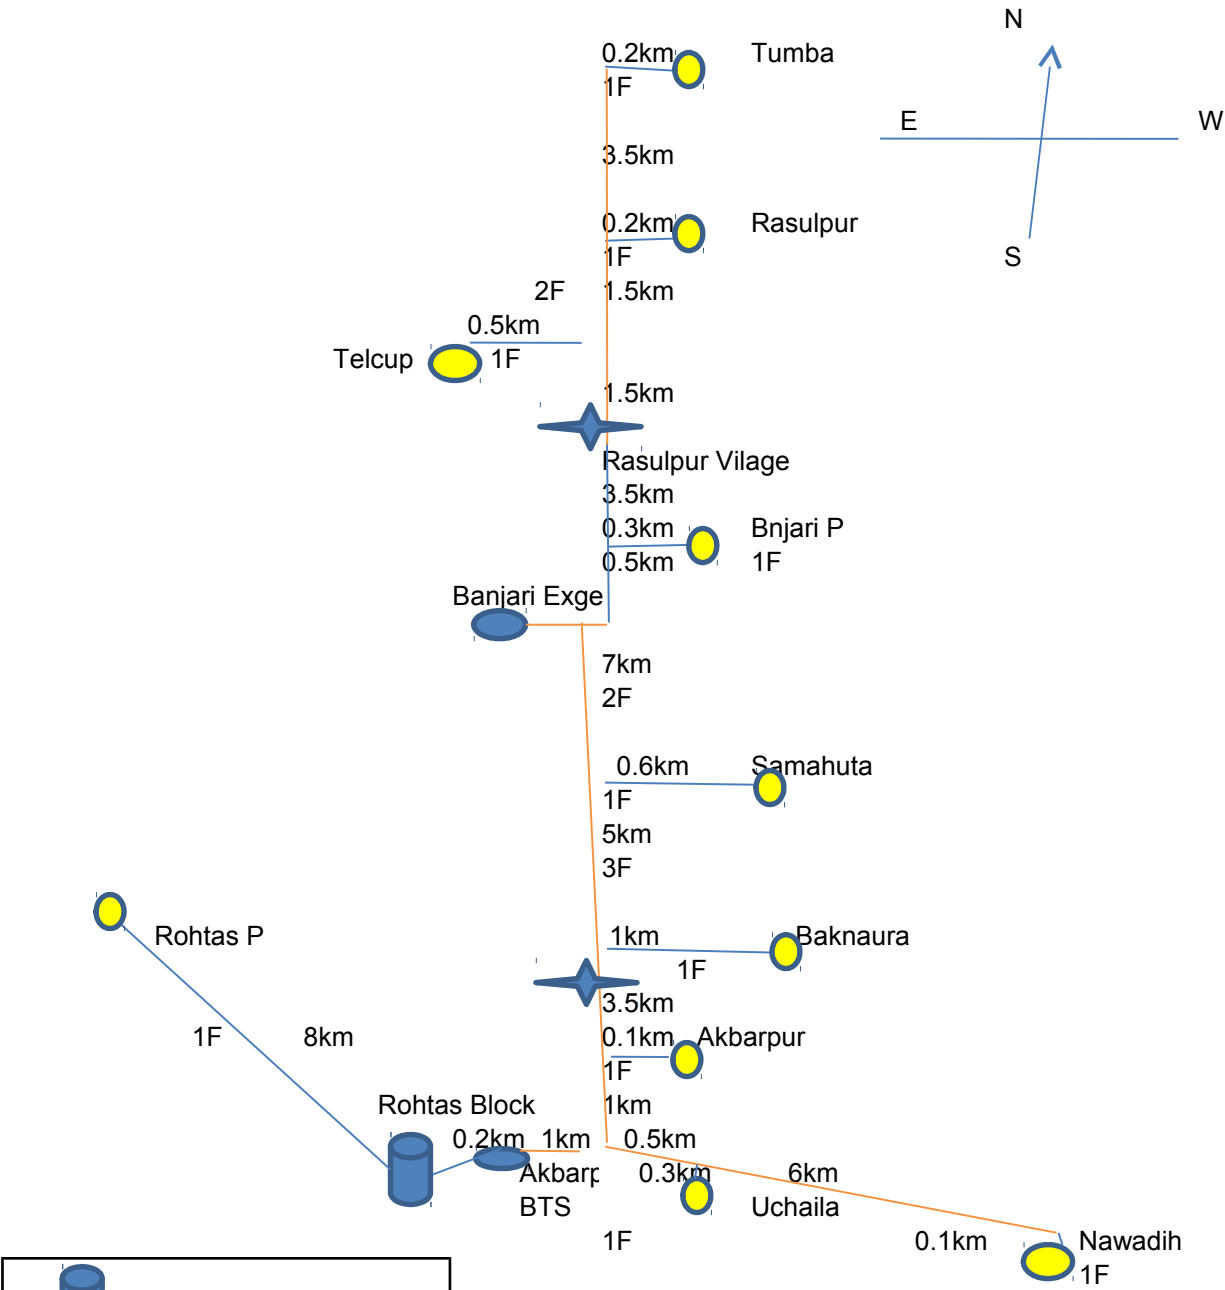 N
0.2km Tumba
1F
E W
3.5km
0.2km Rasulpur
1F
S
2F 1.5km
0.5km
Telcup 1F
1.5km
Rasulpur Vilage
3.5km
0.3km Bnjari P
0.5km 1F
Banjari Exge
7km
2F
0.6km Samahuta
1F
5km
3F
Rohtas P 1km Baknaura
1F
3.5km
1F 8km 0.1km Akbarpur
1F
Rohtas Block 1km
0.2km 1km 0.5km
Akbarp 0.3km 6km
BTS Uchaila
1F 0.1km Nawadih
1F